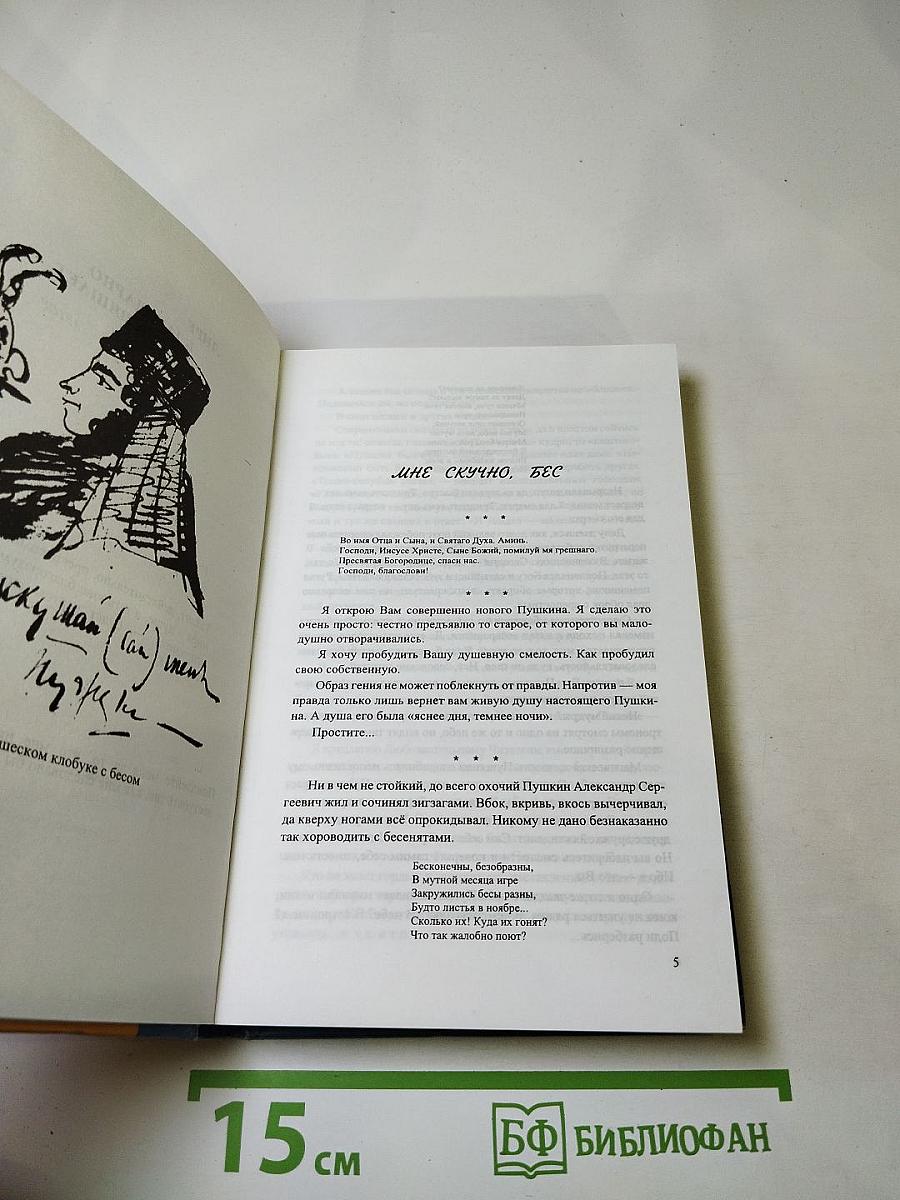 (сай) меня
Пушкин
шеском клобуке с бесом
МНЕ СКУЧНО, БЕС
* * *
Во имя Отца и Сына, и Святаго Духа. Аминь.
Господи, Иисусе Христе, Сыне Божий, помилуй мя грешнаго.
Пресвятая Богородице, спаси нас.
Господи, благослови!
* * *
Я открою Вам совершенно нового Пушкина. Я сделаю это
очень просто: честно предъявлю то старое, от которого вы мало-
душно отворачивались.
Я хочу пробудить Вашу душевную смелость. Как пробудил
свою собственную.
Образ гения не может поблекнуть от правды. Напротив — моя
правда только лишь вернет вам живую душу настоящего Пушки-
на. А душа его была «яснее дня, темнее ночи».
Простите...
* * *
Ни в чем не стойкий, до всего охочий Пушкин Александр Сер-
геевич жил и сочинял зигзагами. Вбок, вкривь, вкось вычерчивал,
да кверху ногами всё опрокидывал. Никому не дано безнаказанно
так хороводить с бесенятами.
Бесконечны, безобразны,
В мутной месяца игре
Закружились бесы разны,
Будто листья в ноябре...
Сколько их! Куда их гонят?
Что так жалобно поют?
5
15 см
БФ БИБЛИОФАН